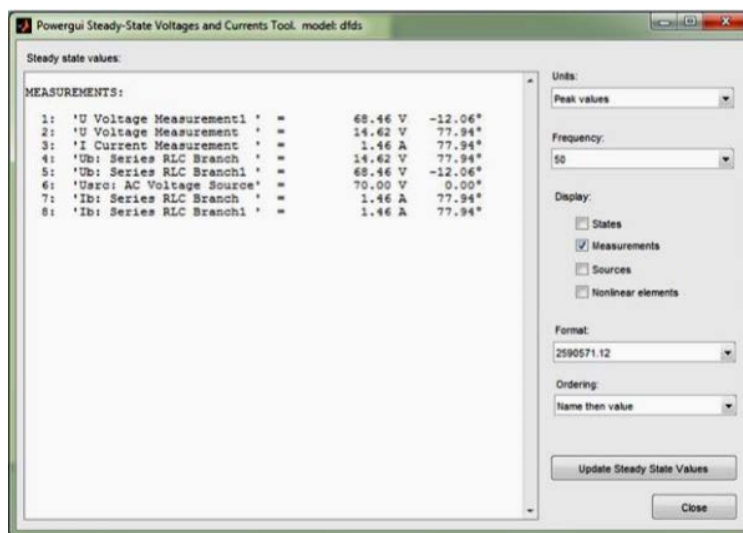 Powergui Steady-State Voltages and Currents Tool. model: dfds
Steady state values:
MEASUREMENTS:
1: 'U Voltage Measurement1 ' = 68.46 V -12.06°
2: 'U Voltage Measurement ' = 14.62 V 77.94°
3: 'I Current Measurement ' = 1.46 A 77.94°
4: 'Ub: Series RLC Branch ' = 14.62 V 77.94°
5: 'Ub: Series RLC Branch1 ' = 68.46 V -12.06°
6: 'Usrc: AC Voltage Source' = 70.00 V 0.00°
7: 'Ib: Series RLC Branch ' = 1.46 A 77.94°
8: 'Ib: Series RLC Branch1 ' = 1.46 A 77.94°
Units:
Peak values
Frequency:
50
Display:
States
Measurements
Sources
Nonlinear elements
Format:
2590571.12
Ordering:
Name then value
Update Steady State Values
Close